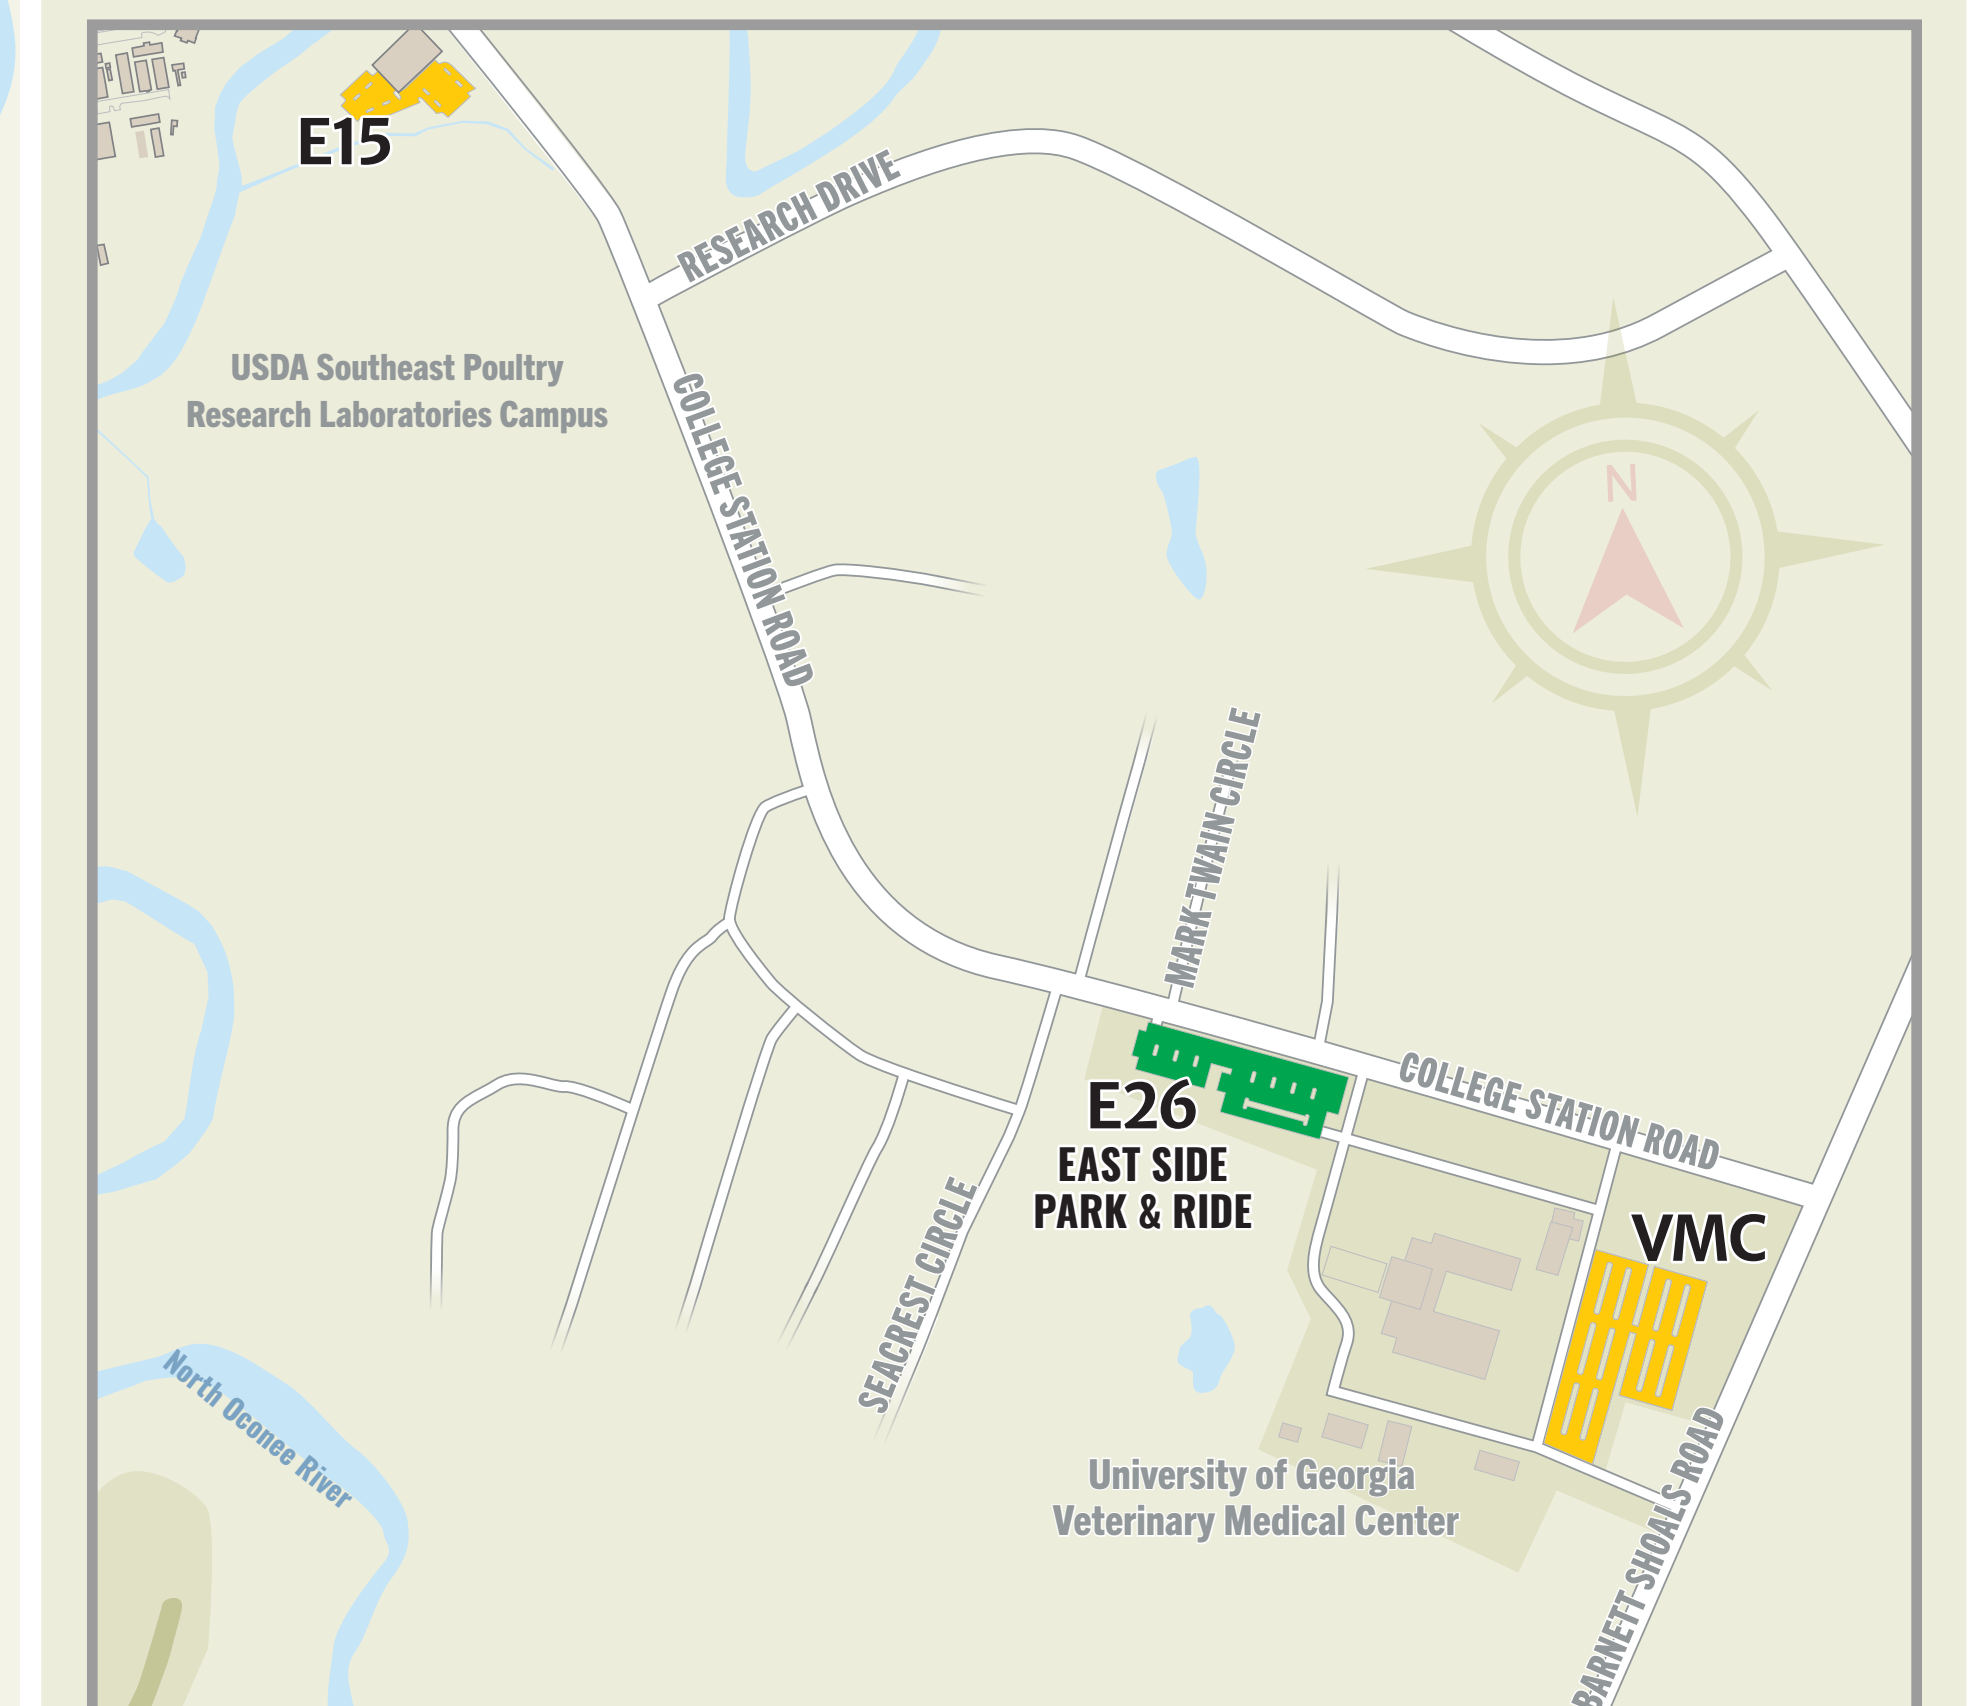 E15
RESEARCH DRIVE
USDA Southeast Poultry
Research Laboratories Campus
COLLEGE STATION ROAD
N
MARK TWAIN CIRCLE
COLLEGE STATION ROAD
E26
EAST SIDE
PARK & RIDE
SEACREST CIRCLE
VMC
North Oconee River
University of Georgia
Veterinary Medical Center
BARNETT SHOALS ROAD